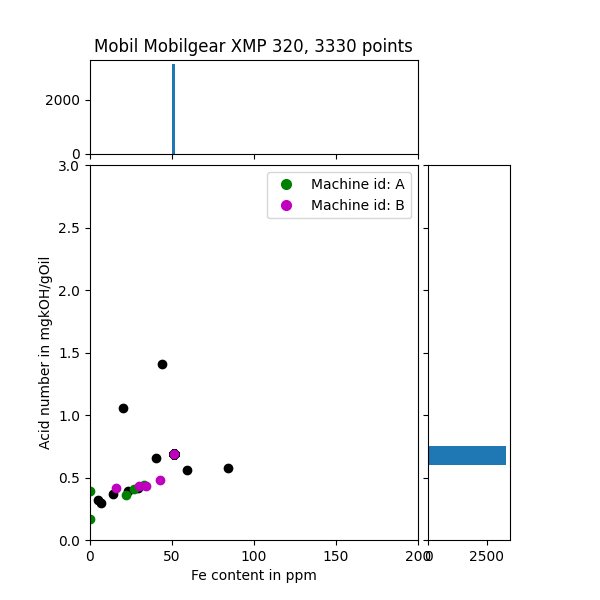 Mobil Mobilgear XMP 320, 3330 points
2000
0
3.0
2.5
2.0
1.5
1.0
0.5
0.0
Acid number in mgkOH/gOil
Machine id: A
Machine id: B
0 50 100 150 200
0 2500
Fe content in ppm